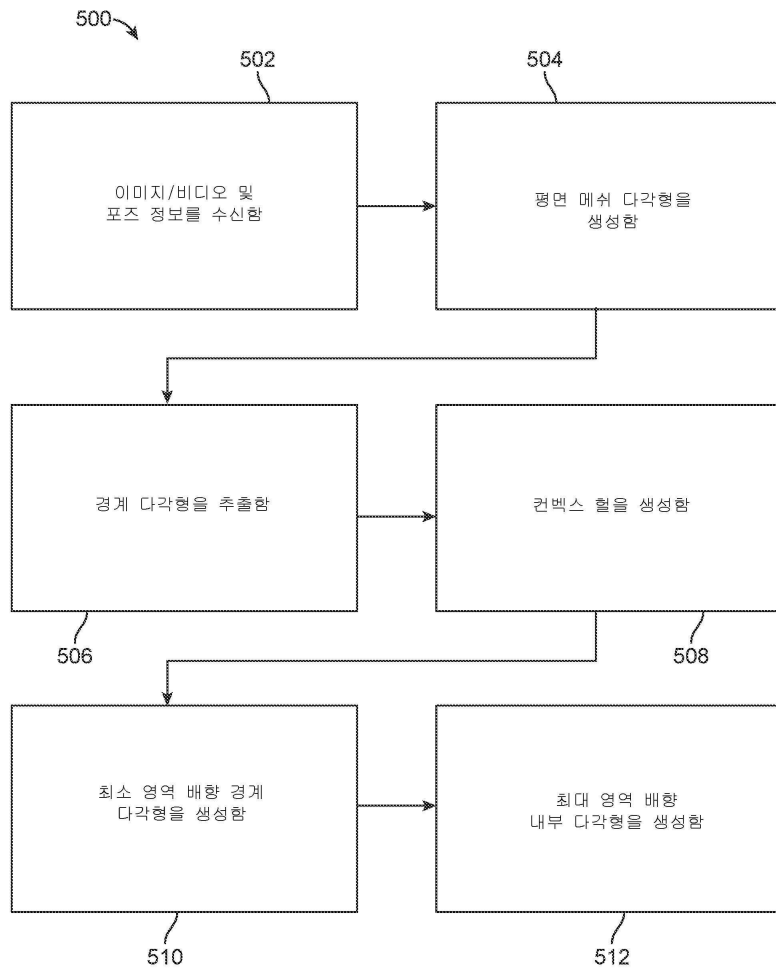 500
502
504
이미지/비디오 및
포즈 정보를 수신함
평면 메쉬 다각형을
생성함
경계 다각형을 추출함
컨벡스 헐을 생성함
506
508
최소 영역 배향 경계
다각형을 생성함
최대 영역 배향
내부 다각형을 생성함
510
512